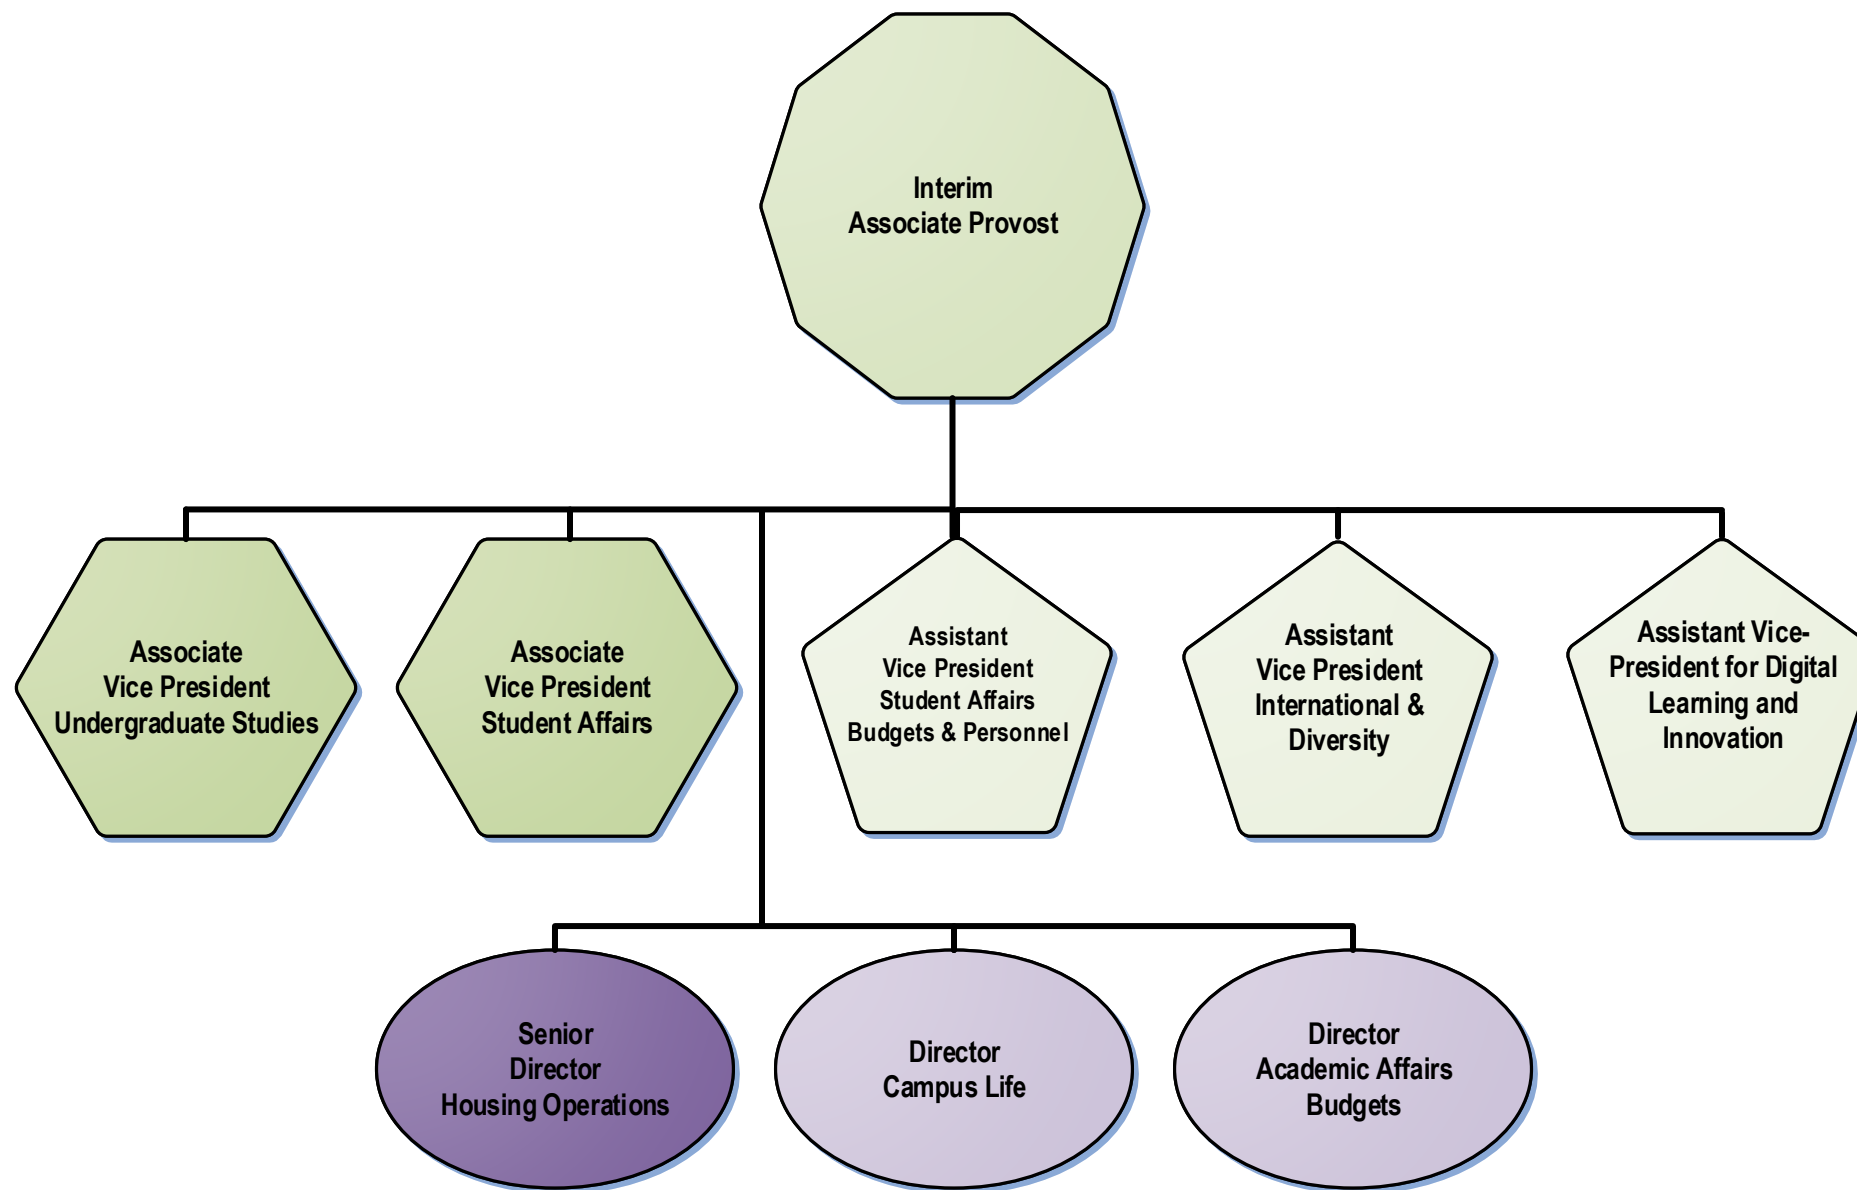 Interim
Associate Provost
Associate
Vice President
Undergraduate Studies
Associate
Vice President
Student Affairs
Assistant
Vice President
Student Affairs
Budgets & Personnel
Assistant
Vice President
International &
Diversity
Assistant Vice-
President for Digital
Learning and
Innovation
Senior
Director
Housing Operations
Director
Campus Life
Director
Academic Affairs
Budgets